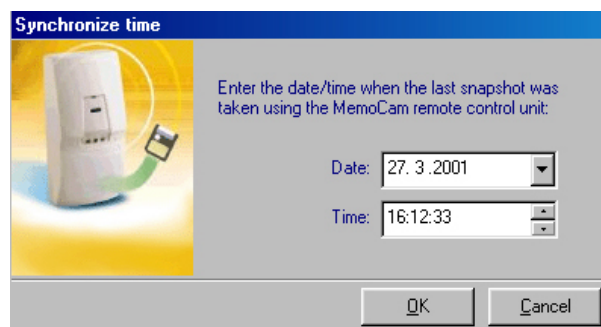 Synchronize time
Enter the date/time when the last snapshot was
taken using the MemoCam remote control unit:
Date: 27. 3 .2001
Time: 16:12:33
OK Cancel